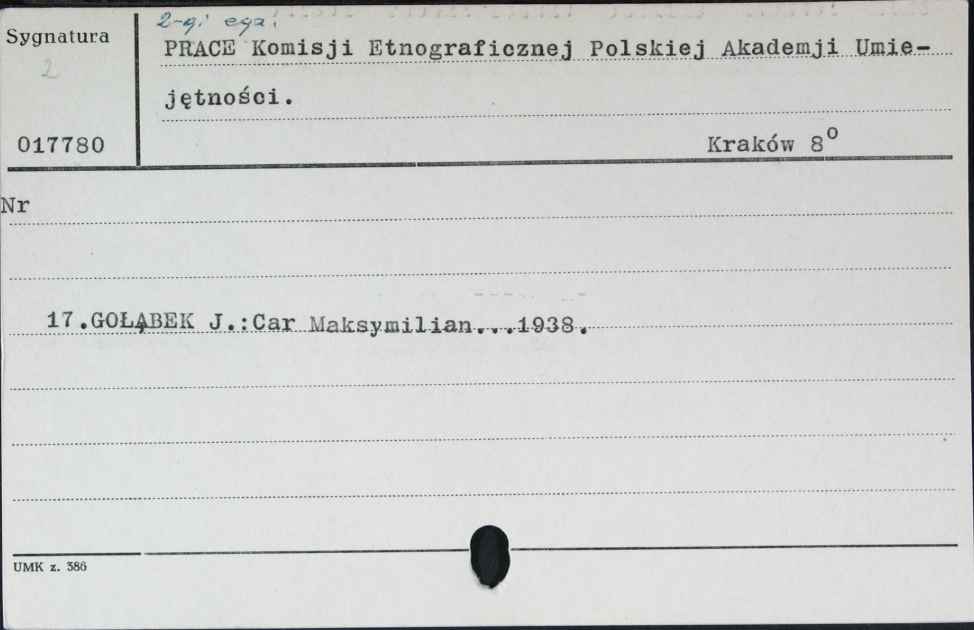 2-gi egz.
Sygnatura
2
017780
PRACE Komisji Etnograficznej Polskiej Akademji Umie-
jętności.
Kraków 8º
Nr
17.GOŁĄBEK J.:Car Maksymilian...1938.
UMK z. 386